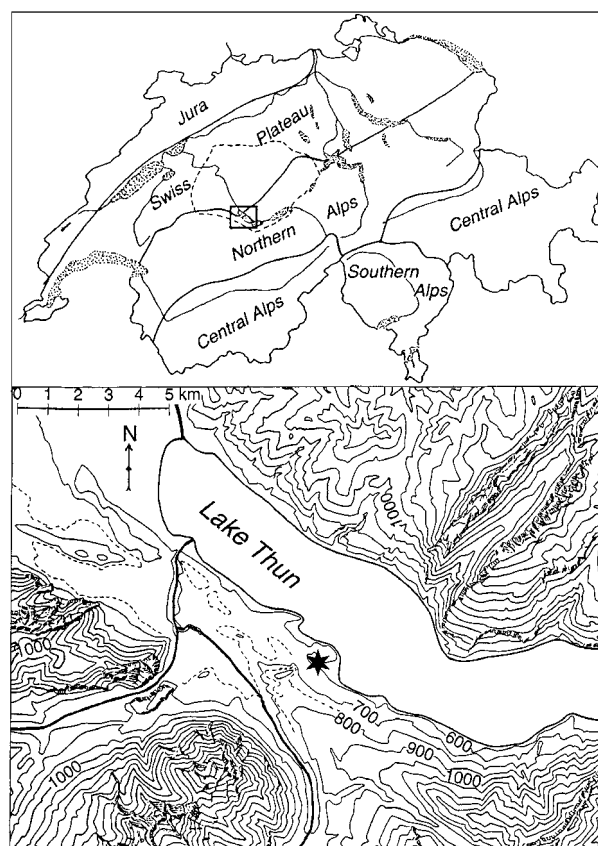 Jura
Plateau
Swiss
Alps
Northern
Central Alps
Southern
Alps
Central Alps
0 1 2 3 4 5 km
N
1000
Lake Thun
1000
700
800
600
900
1000
1000